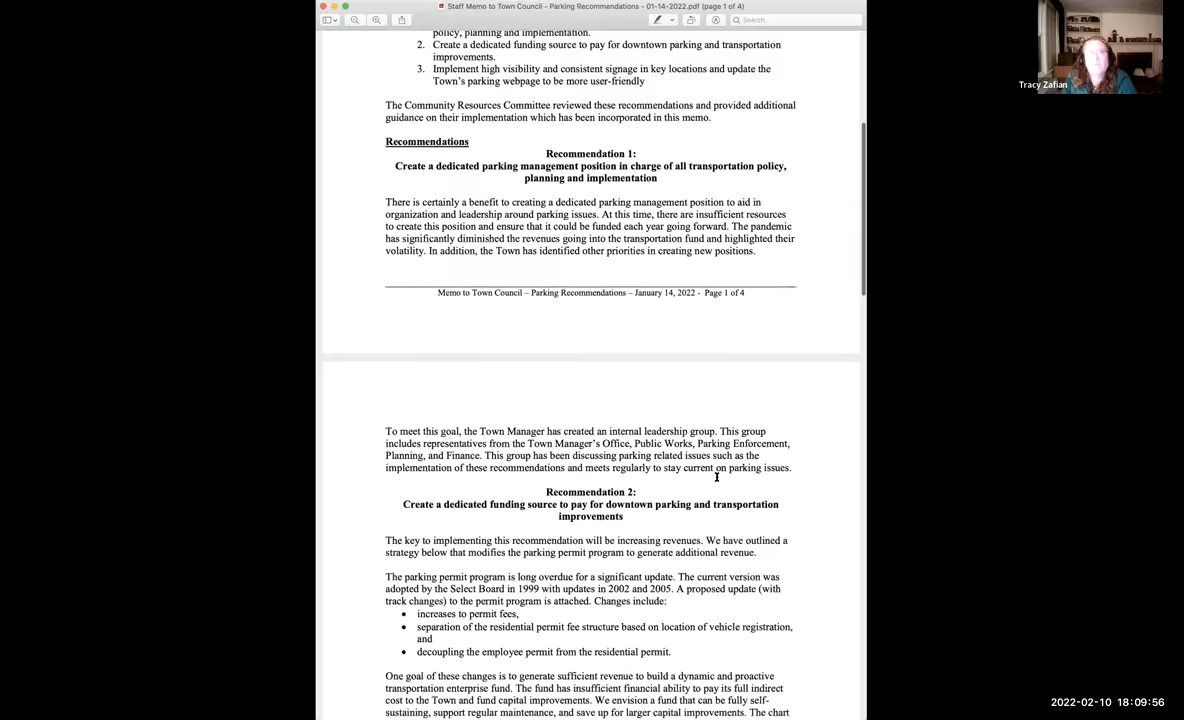 Staff Memo to Town Council - Parking Recommendations - 01-14-2022.pdf (page 1 of 4)
Search
Tracy Zafian
policy, planning and implementation.
2. Create a dedicated funding source to pay for downtown parking and transportation
improvements.
3. Implement high visibility and consistent signage in key locations and update the
Town's parking webpage to be more user-friendly
The Community Resources Committee reviewed these recommendations and provided additional
guidance on their implementation which has been incorporated in this memo.
Recommendations
Recommendation 1:
Create a dedicated parking management position in charge of all transportation policy,
planning and implementation
There is certainly a benefit to creating a dedicated parking management position to aid in
organization and leadership around parking issues. At this time, there are insufficient resources
to create this position and ensure that it could be funded each year going forward. The pandemic
has significantly diminished the revenues going into the transportation fund and highlighted their
volatility. In addition, the Town has identified other priorities in creating new positions.
Memo to Town Council – Parking Recommendations – January 14, 2022 - Page 1 of 4
To meet this goal, the Town Manager has created an internal leadership group. This group
includes representatives from the Town Manager's Office, Public Works, Parking Enforcement,
Planning, and Finance. This group has been discussing parking related issues such as the
implementation of these recommendations and meets regularly to stay current on parking issues.
Recommendation 2:
Create a dedicated funding source to pay for downtown parking and transportation
improvements
The key to implementing this recommendation will be increasing revenues. We have outlined a
strategy below that modifies the parking permit program to generate additional revenue.
The parking permit program is long overdue for a significant update. The current version was
adopted by the Select Board in 1999 with updates in 2002 and 2005. A proposed update (with
track changes) to the permit program is attached. Changes include:
• increases to permit fees,
• separation of the residential permit fee structure based on location of vehicle registration,
and
• decoupling the employee permit from the residential permit.
One goal of these changes is to generate sufficient revenue to build a dynamic and proactive
transportation enterprise fund. The fund has insufficient financial ability to pay its full indirect
cost to the Town and fund capital improvements. We envision a fund that can be fully self-
sustaining, support regular maintenance, and save up for larger capital improvements. The chart
2022-02-10 18:09:56